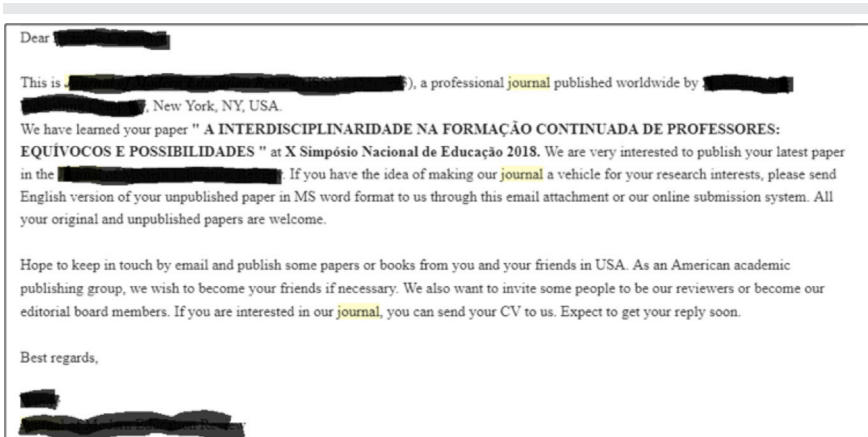 Dear
This is ), a professional journal published worldwide by
, New York, NY, USA.
We have learned your paper " A INTERDISCIPLINARIDADE NA FORMAÇÃO CONTINUADA DE PROFESSORES:
EQUÍVOCOS E POSSIBILIDADES " at X Simpósio Nacional de Educação 2018. We are very interested to publish your latest paper
in the . If you have the idea of making our journal a vehicle for your research interests, please send
English version of your unpublished paper in MS word format to us through this email attachment or our online submission system. All
your original and unpublished papers are welcome.
Hope to keep in touch by email and publish some papers or books from you and your friends in USA. As an American academic
publishing group, we wish to become your friends if necessary. We also want to invite some people to be our reviewers or become our
editorial board members. If you are interested in our journal, you can send your CV to us. Expect to get your reply soon.
Best regards,